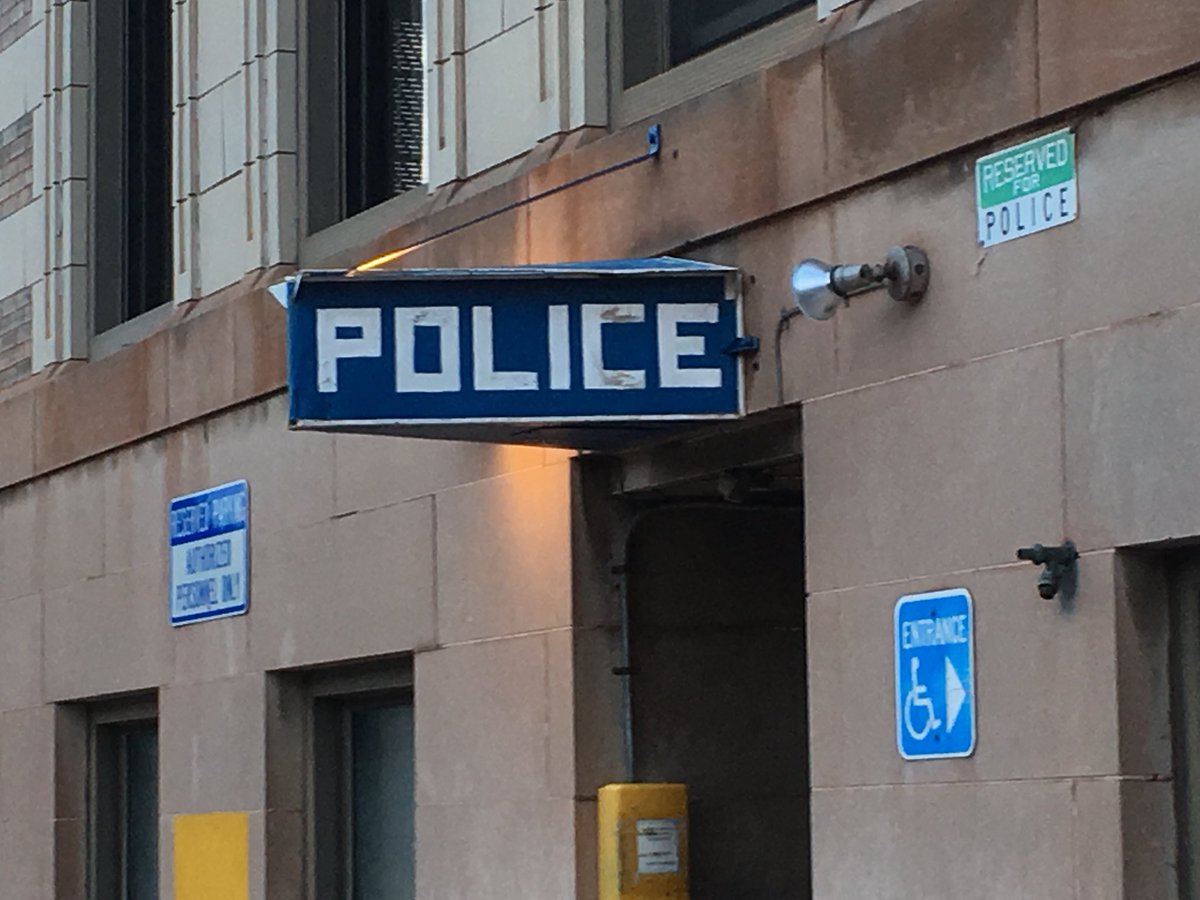 POLICE
RESERVED
FOR
POLICE
RESERVED PARKING
AUTHORIZED
PERSONNEL ONLY
ENTRANCE